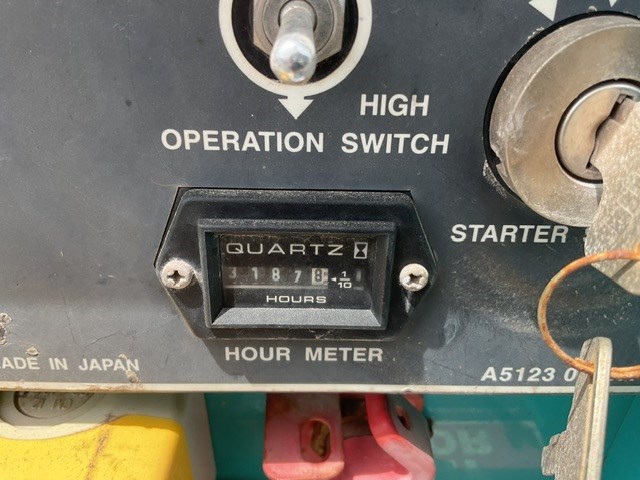 HIGH
OPERATION SWITCH
STARTER
QUARTZ
3 1 8 7 8 1/10
HOURS
HOUR METER
ADE IN JAPAN
A5123 0